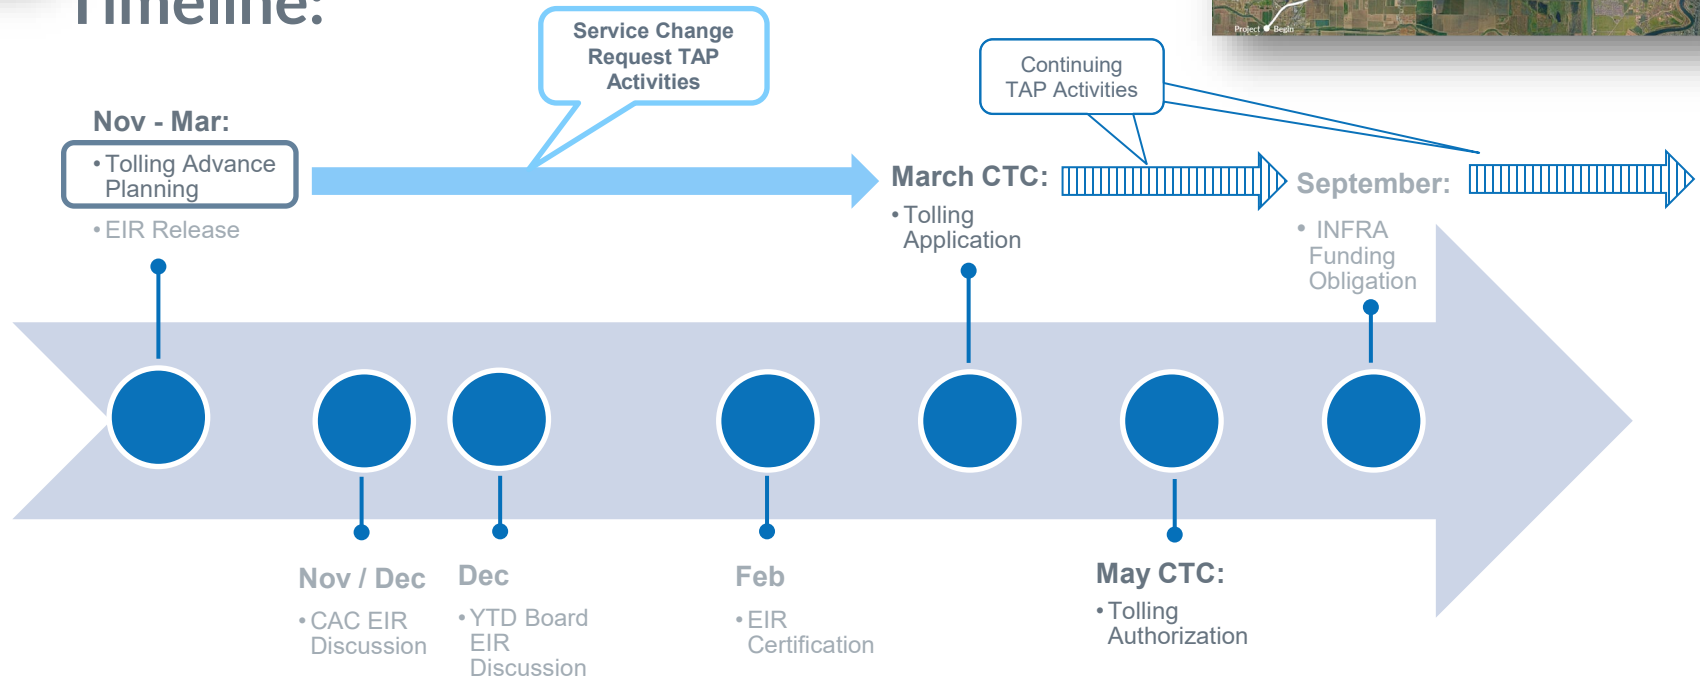 Timeline:
Project Begin
Service Change
Request TAP
Activities
Continuing
TAP Activities
Nov - Mar:
• Tolling Advance
Planning
• EIR Release
March CTC:
• Tolling
Application
September:
• INFRA
Funding
Obligation
Nov / Dec
• CAC EIR
Discussion
Dec
• YTD Board
EIR
Discussion
Feb
• EIR
Certification
May CTC:
• Tolling
Authorization